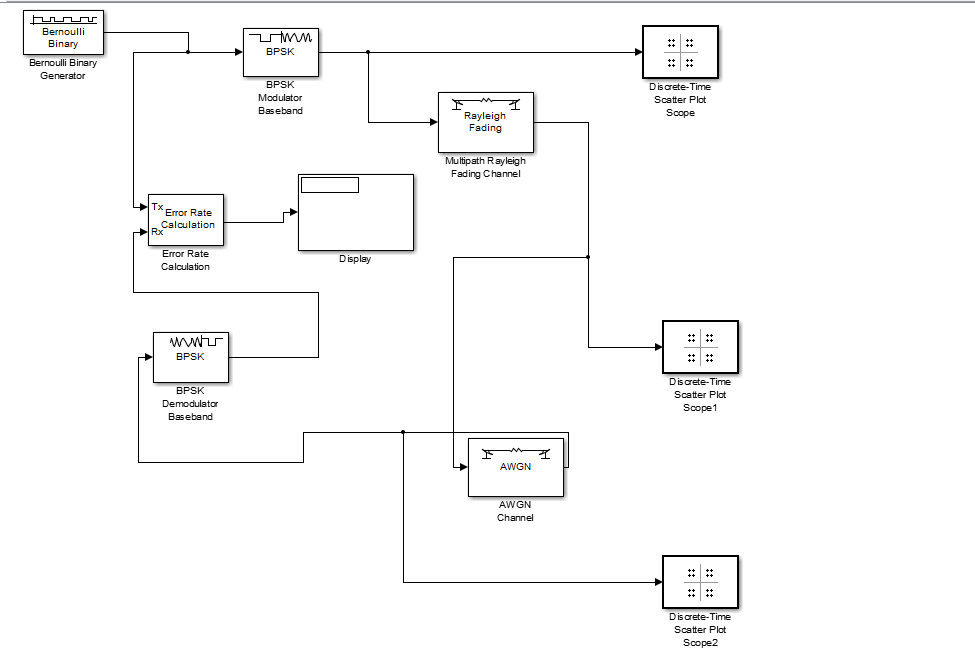 Bernoulli
Binary
Bernoulli Binary
Generator
BPSK
BPSK
Modulator
Baseband
Discrete-Time
Scatter Plot
Scope
Rayleigh
Fading
Multipath Rayleigh
Fading Channel
Tx
Error Rate
Calculation
Rx
Error Rate
Calculation
Display
BPSK
BPSK
Demodulator
Baseband
Discrete-Time
Scatter Plot
Scope1
AWGN
AWGN
Channel
Discrete-Time
Scatter Plot
Scope2